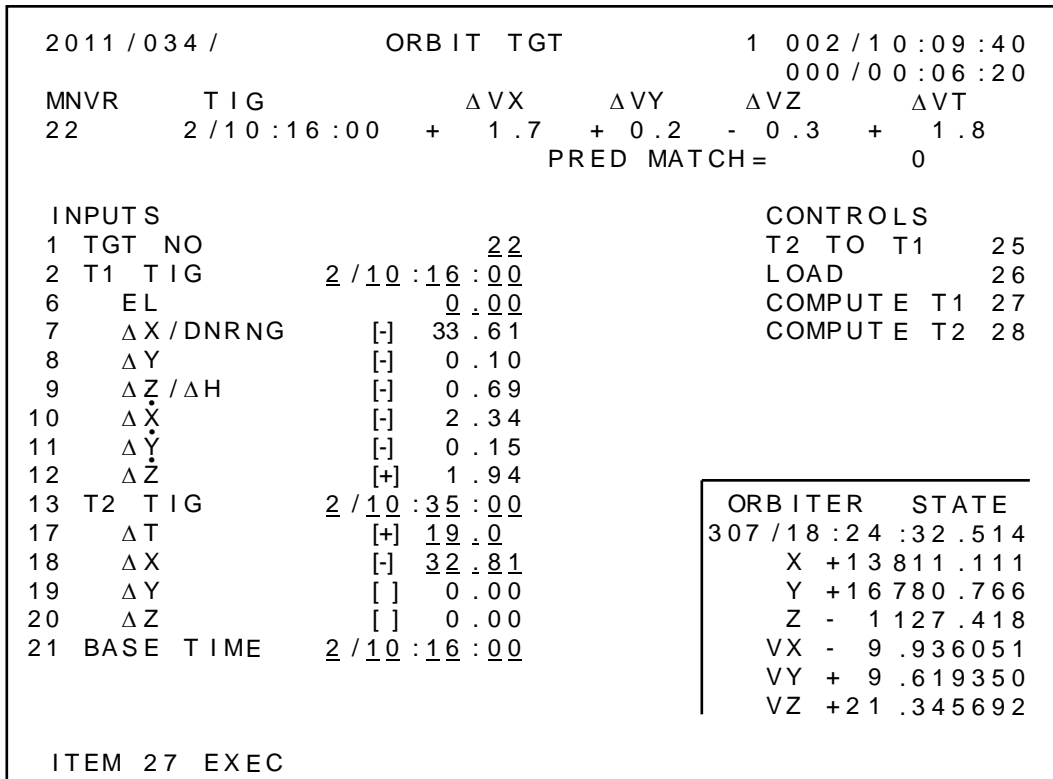 2011/034/ ORBIT TGT 1 002/10:09:40
000/00:06:20
MNVR TIG ΔVX ΔVY ΔVZ ΔVT
22 2/10:16:00 + 1.7 + 0.2 - 0.3 + 1.8
PRED MATCH= 0
INPUTS CONTROLS
1 TGT NO 22 T2 TO T1 25
2 T1 TIG 2/10:16:00 LOAD 26
6 EL 0.00 COMPUTE T1 27
7 ΔX/DNRNG [-] 33.61 COMPUTE T2 28
8 ΔY [-] 0.10
9 ΔZ/ΔH [-] 0.69
10 ΔẊ [-] 2.34
11 ΔẎ [-] 0.15
12 ΔŻ [+] 1.94
13 T2 TIG 2/10:35:00 ORBITER STATE
17 ΔT [+] 19.0 307/18:24:32.514
18 ΔX [-] 32.81 X +13811.111
19 ΔY [ ] 0.00 Y +16780.766
20 ΔZ [ ] 0.00 Z - 1127.418
21 BASE TIME 2/10:16:00 VX - 9.936051
VY + 9.619350
VZ +21.345692
ITEM 27 EXEC